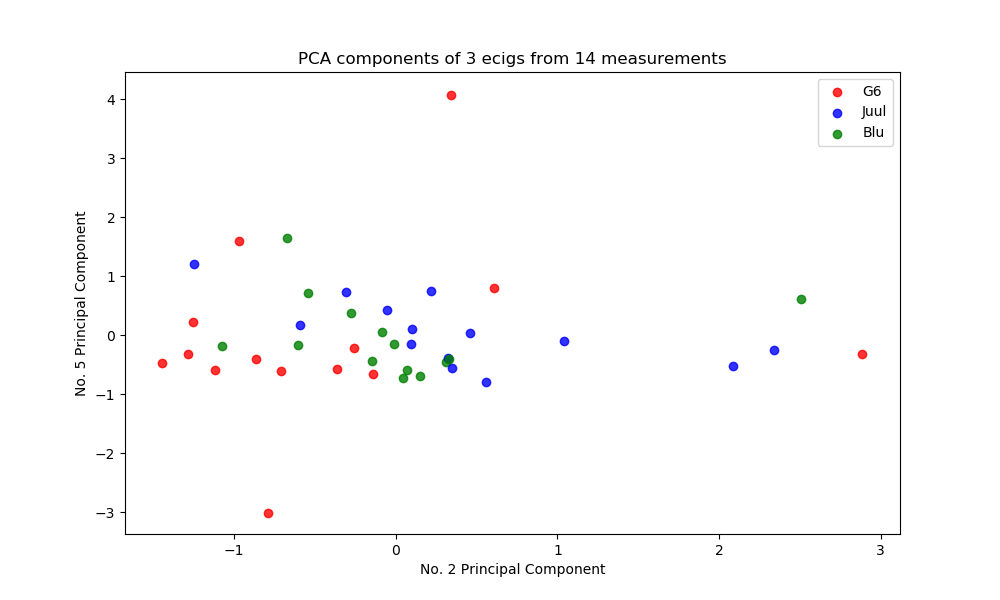 PCA components of 3 ecigs from 14 measurements
G6
Juul
Blu
4
3
2
1
0
−1
−2
−3
No. 5 Principal Component
−1 0 1 2 3
No. 2 Principal Component